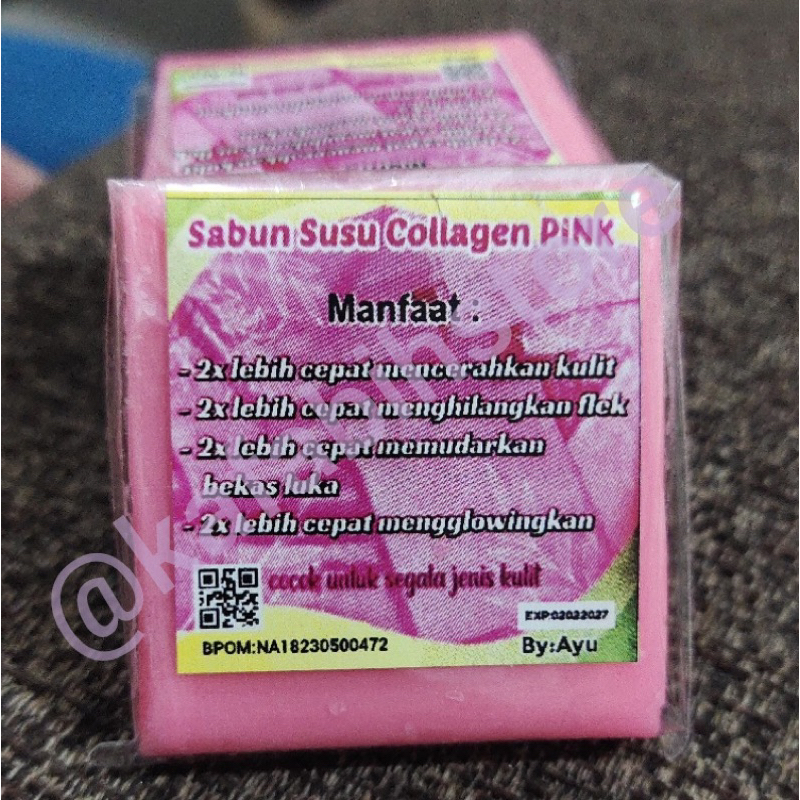 Sabun Susu Collagen PiNK
Manfaat :
- 2x lebih cepat mencerahkan kulit
- 2x lebih cepat menghilangkan flek
- 2x lebih cepat memudarkan
bekas luka
- 2x lebih cepat mengglowingkan
cocok untuk segala jenis kulit
EXP:02022027
BPOM:NA18230500472
By:Ayu